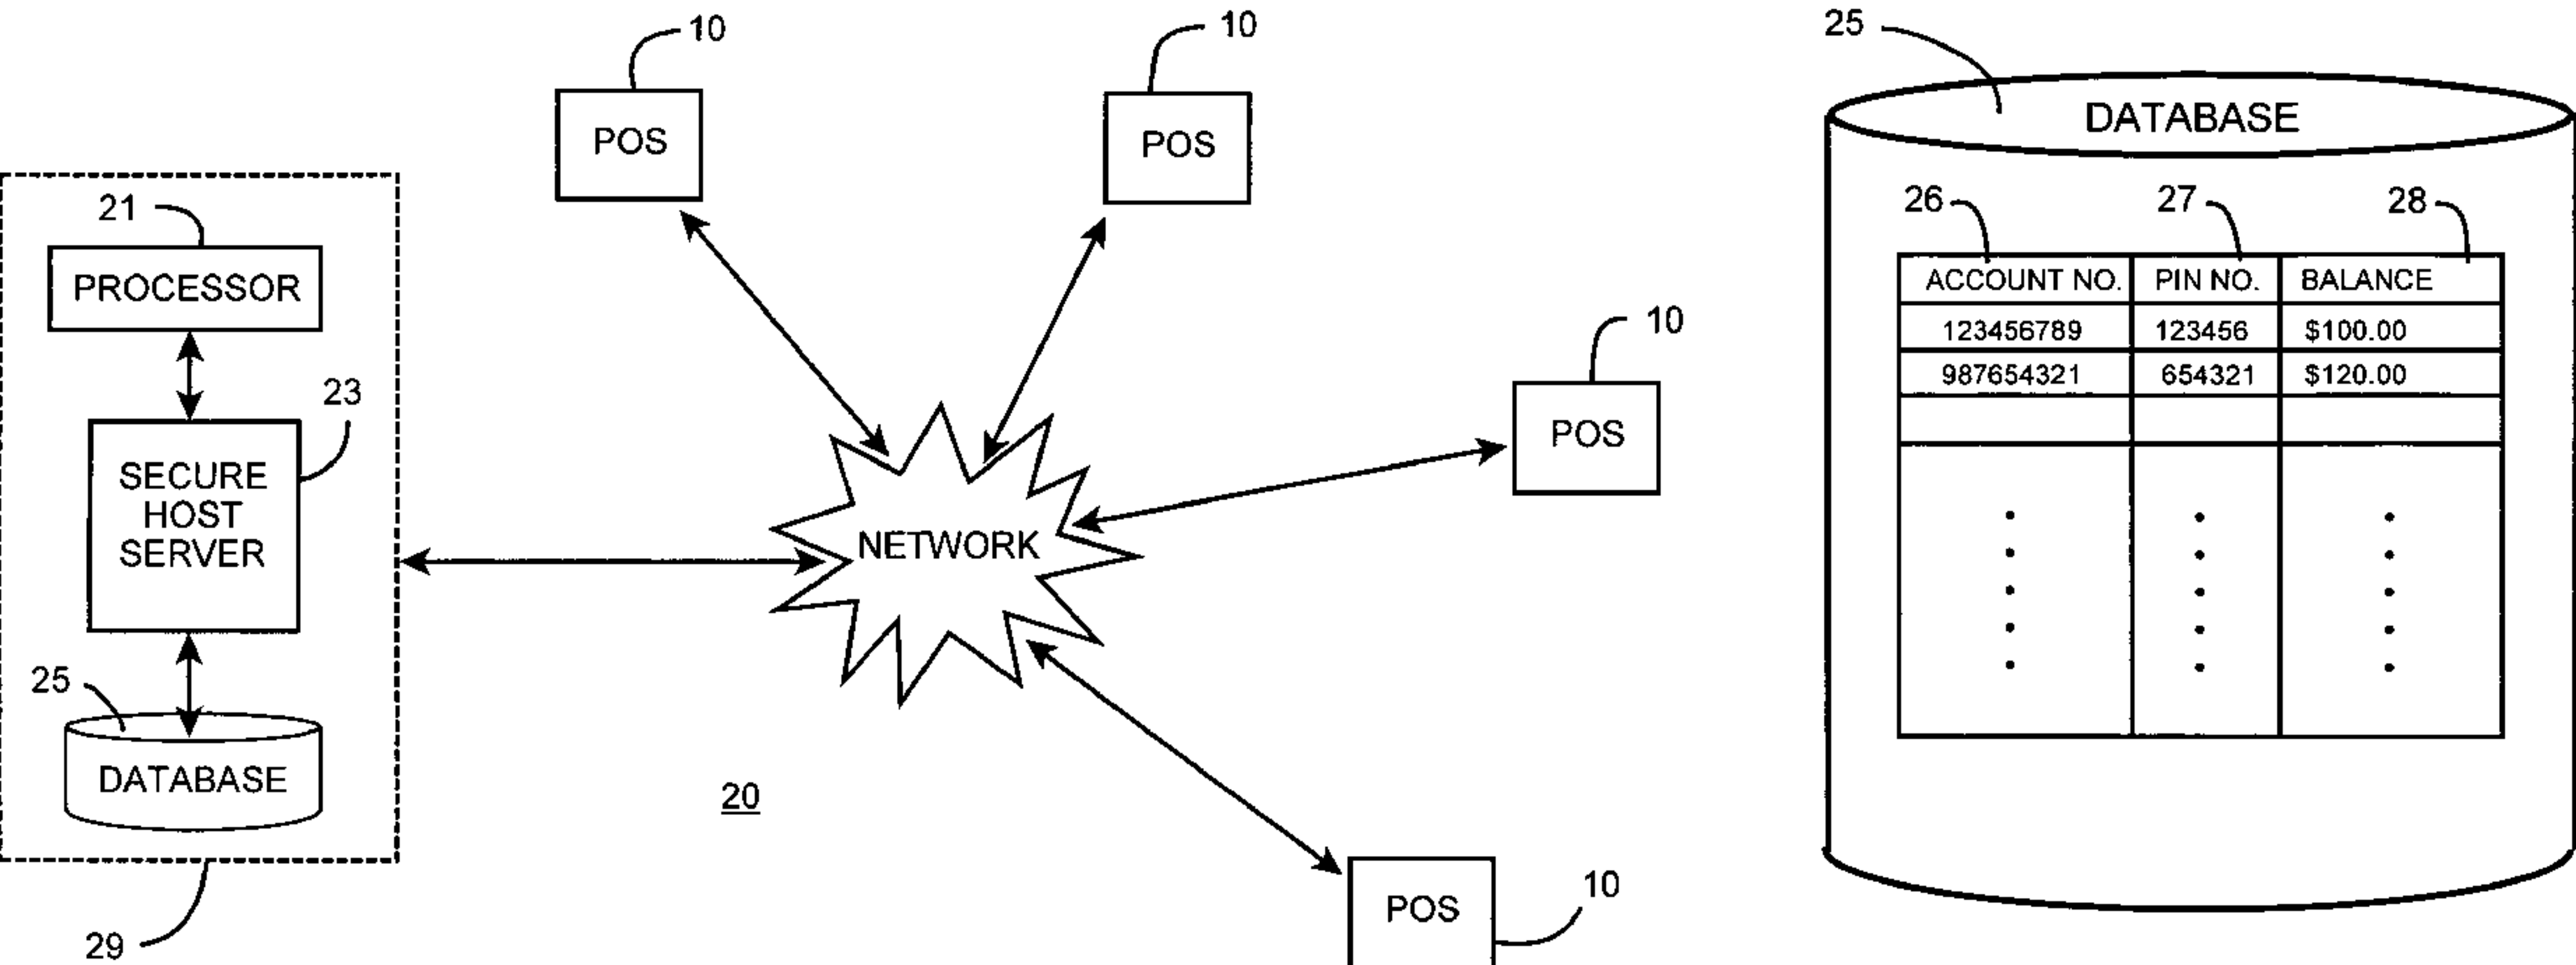 10
POS
10
POS
10
POS
10
POS
21
PROCESSOR
23
SECURE
HOST
SERVER
25
DATABASE
29
NETWORK
20
25
DATABASE
26 27 28
ACCOUNT NO. PIN NO. BALANCE
123456789 123456 $100.00
987654321 654321 $120.00